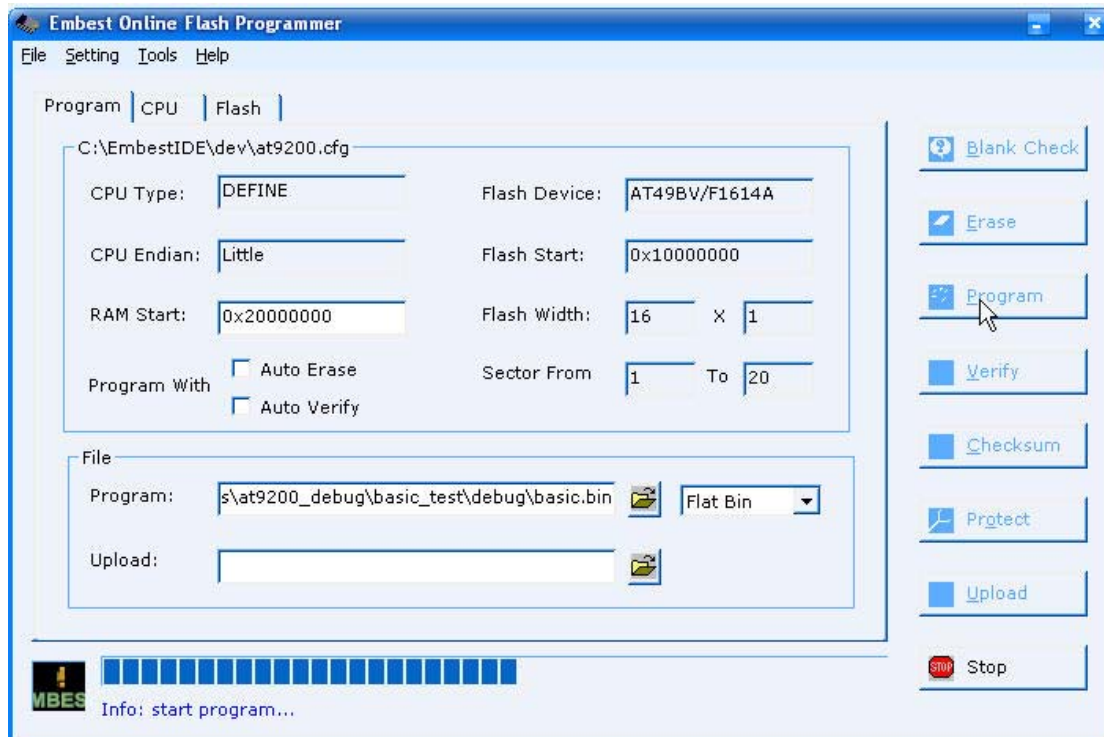 Embest Online Flash Programmer
File Setting Tools Help
Program CPU Flash
C:\EmbestIDE\dev\at9200.cfg
CPU Type: DEFINE Flash Device: AT49BV/F1614A
CPU Endian: Little Flash Start: 0x10000000
RAM Start: 0x20000000 Flash Width: 16 X 1
Program With Auto Erase Sector From 1 To 20
Auto Verify
File
Program: s\at9200_debug\basic_test\debug\basic.bin Flat Bin
Upload:
Blank Check
Erase
Program
Verify
Checksum
Protect
Upload
STOP Stop
MBES
Info: start program...